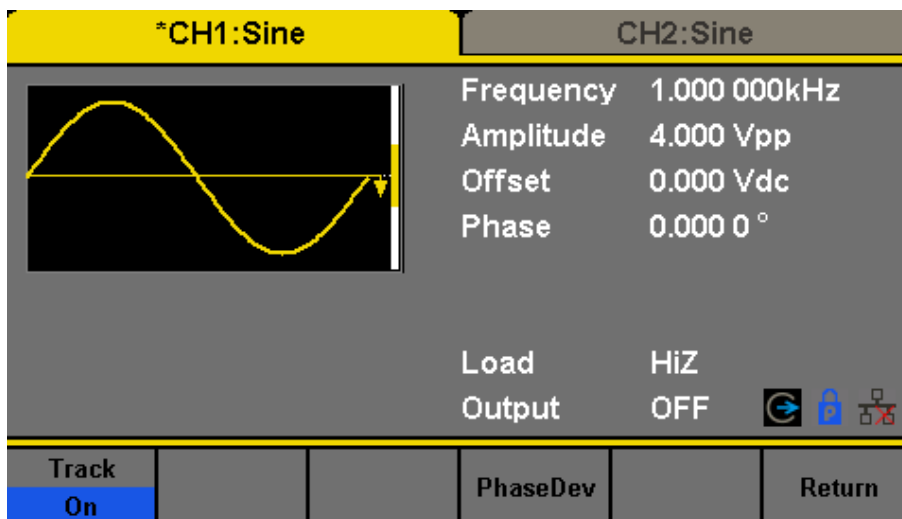 *CH1:Sine CH2:Sine
Frequency 1.000 000kHz
Amplitude 4.000 Vpp
Offset 0.000 Vdc
Phase 0.000 0 °
Load HiZ
Output OFF P
Track
On
PhaseDev
Return